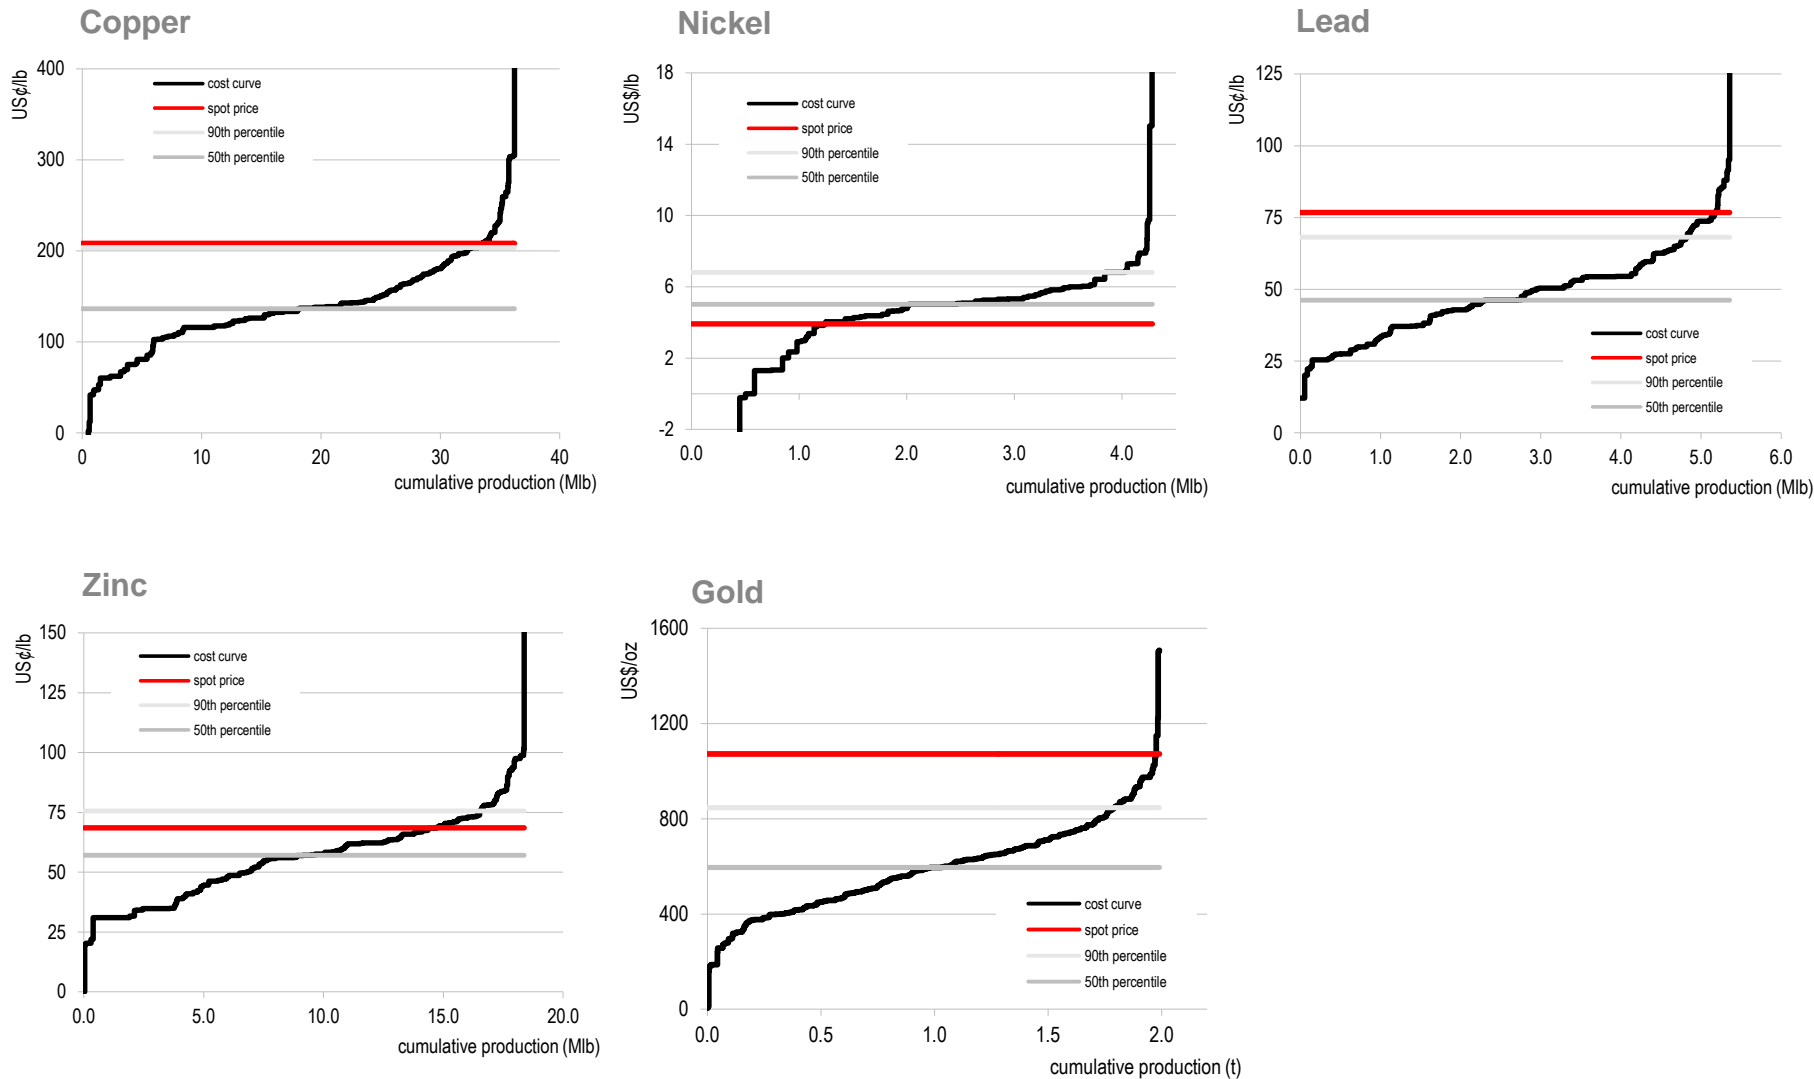 Copper
US¢/lb
400
300
200
100
0
cost curve
spot price
90th percentile
50th percentile
0 10 20 30 40
cumulative production (Mlb)
Nickel
US$/lb
18
14
10
6
2
-2
cost curve
spot price
90th percentile
50th percentile
0.0 1.0 2.0 3.0 4.0
cumulative production (Mlb)
Lead
US¢/lb
125
100
75
50
25
0
cost curve
spot price
90th percentile
50th percentile
0.0 1.0 2.0 3.0 4.0 5.0 6.0
cumulative production (Mlb)
Zinc
US¢/lb
150
125
100
75
50
25
0
cost curve
spot price
90th percentile
50th percentile
0.0 5.0 10.0 15.0 20.0
cumulative production (Mlb)
Gold
US$/oz
1600
1200
800
400
0
cost curve
spot price
90th percentile
50th percentile
0.0 0.5 1.0 1.5 2.0
cumulative production (t)